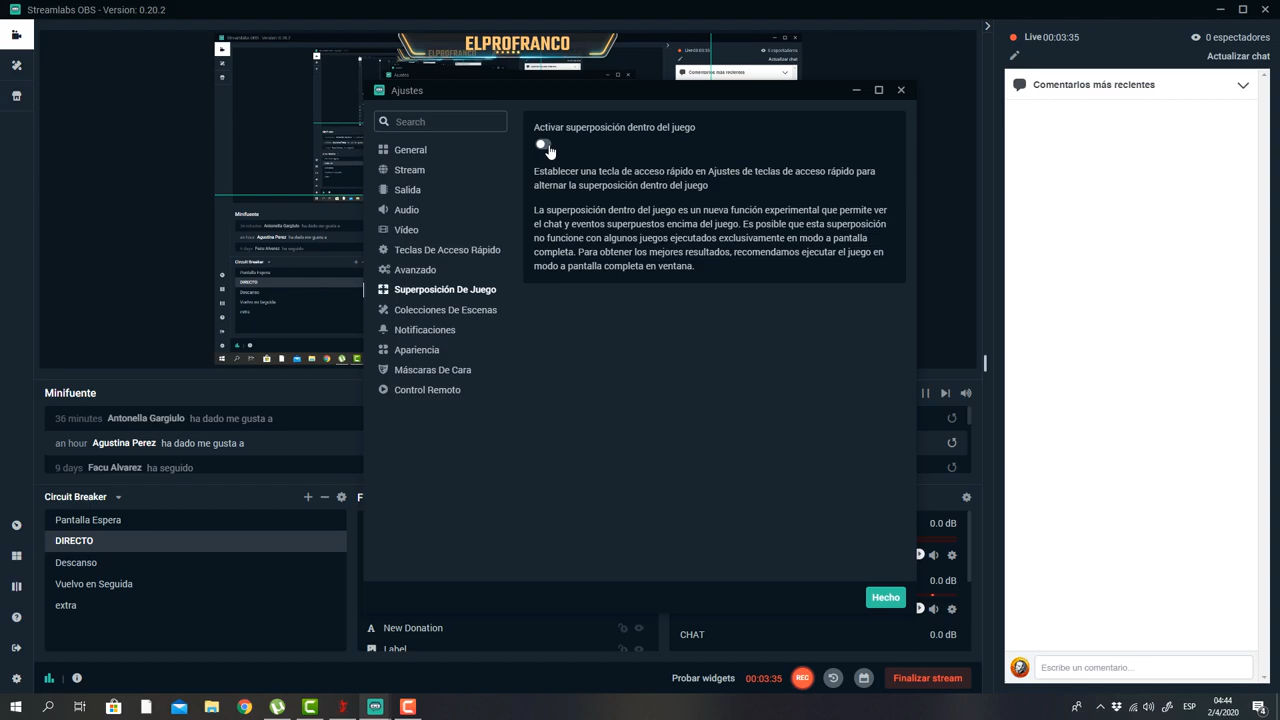 Streamlabs OBS - Version: 0.20.2
ELPROFRANCO
Live 00:03:35
0 espectadores
Actualizar chat
Comentarios más recientes
Ajustes
Search
General
Stream
Salida
Audio
Vídeo
Teclas De Acceso Rápido
Avanzado
Superposición De Juego
Colecciones De Escenas
Notificaciones
Apariencia
Máscaras De Cara
Control Remoto
Activar superposición dentro del juego
Establecer una tecla de acceso rápido en Ajustes de teclas de acceso rápido para
alternar la superposición dentro del juego
La superposición dentro del juego es un nueva función experimental que permite ver
el chat y eventos superpuestos encima del juego. Es posible que esta superposición
no funcione con algunos juegos ejecutados exclusivamente en modo a pantalla
completa. Para obtener los mejores resultados, recomendamos ejecutar el juego en
modo a pantalla completa en ventana.
Hecho
Minifuente
36 minutes Antonella Gargiulo ha dado me gusta a
an hour Agustina Perez ha dado me gusta a
9 days Facu Alvarez ha seguido
Circuit Breaker
Pantalla Espera
DIRECTO
Descanso
Vuelvo en Seguida
extra
F
New Donation
Label
0.0 dB
0.0 dB
CHAT 0.0 dB
Probar widgets
00:03:35
REC
Finalizar stream
Escribe un comentario...
ESP
04:44
2/4/2020
4